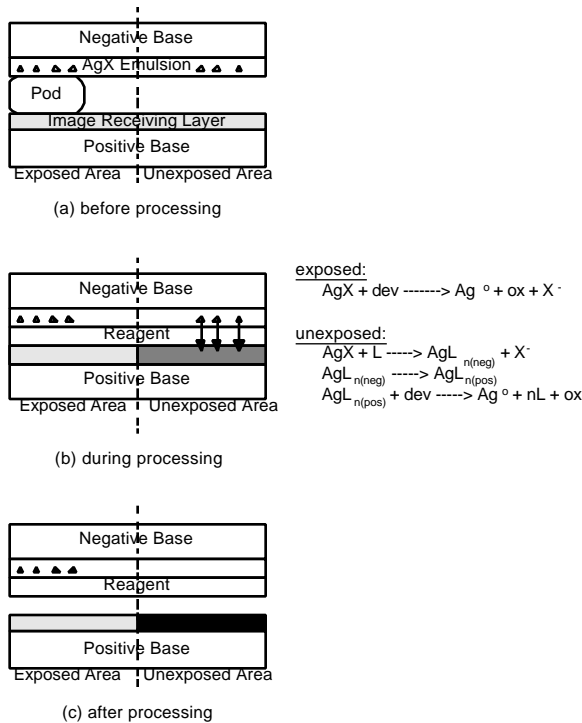 Negative Base
AgX Emulsion
Pod
Image Receiving Layer
Positive Base
Exposed Area Unexposed Area
(a) before processing
Negative Base
Reagent
Positive Base
Exposed Area Unexposed Area
(b) during processing
exposed:
AgX + dev -------> Ag o + ox + X -
unexposed:
AgX + L -----> AgL n(neg) + X-
AgL n(neg) -----> AgL n(pos)
AgL n(pos) + dev -----> Ag o + nL + ox
Negative Base
Reagent
Positive Base
Exposed Area Unexposed Area
(c) after processing